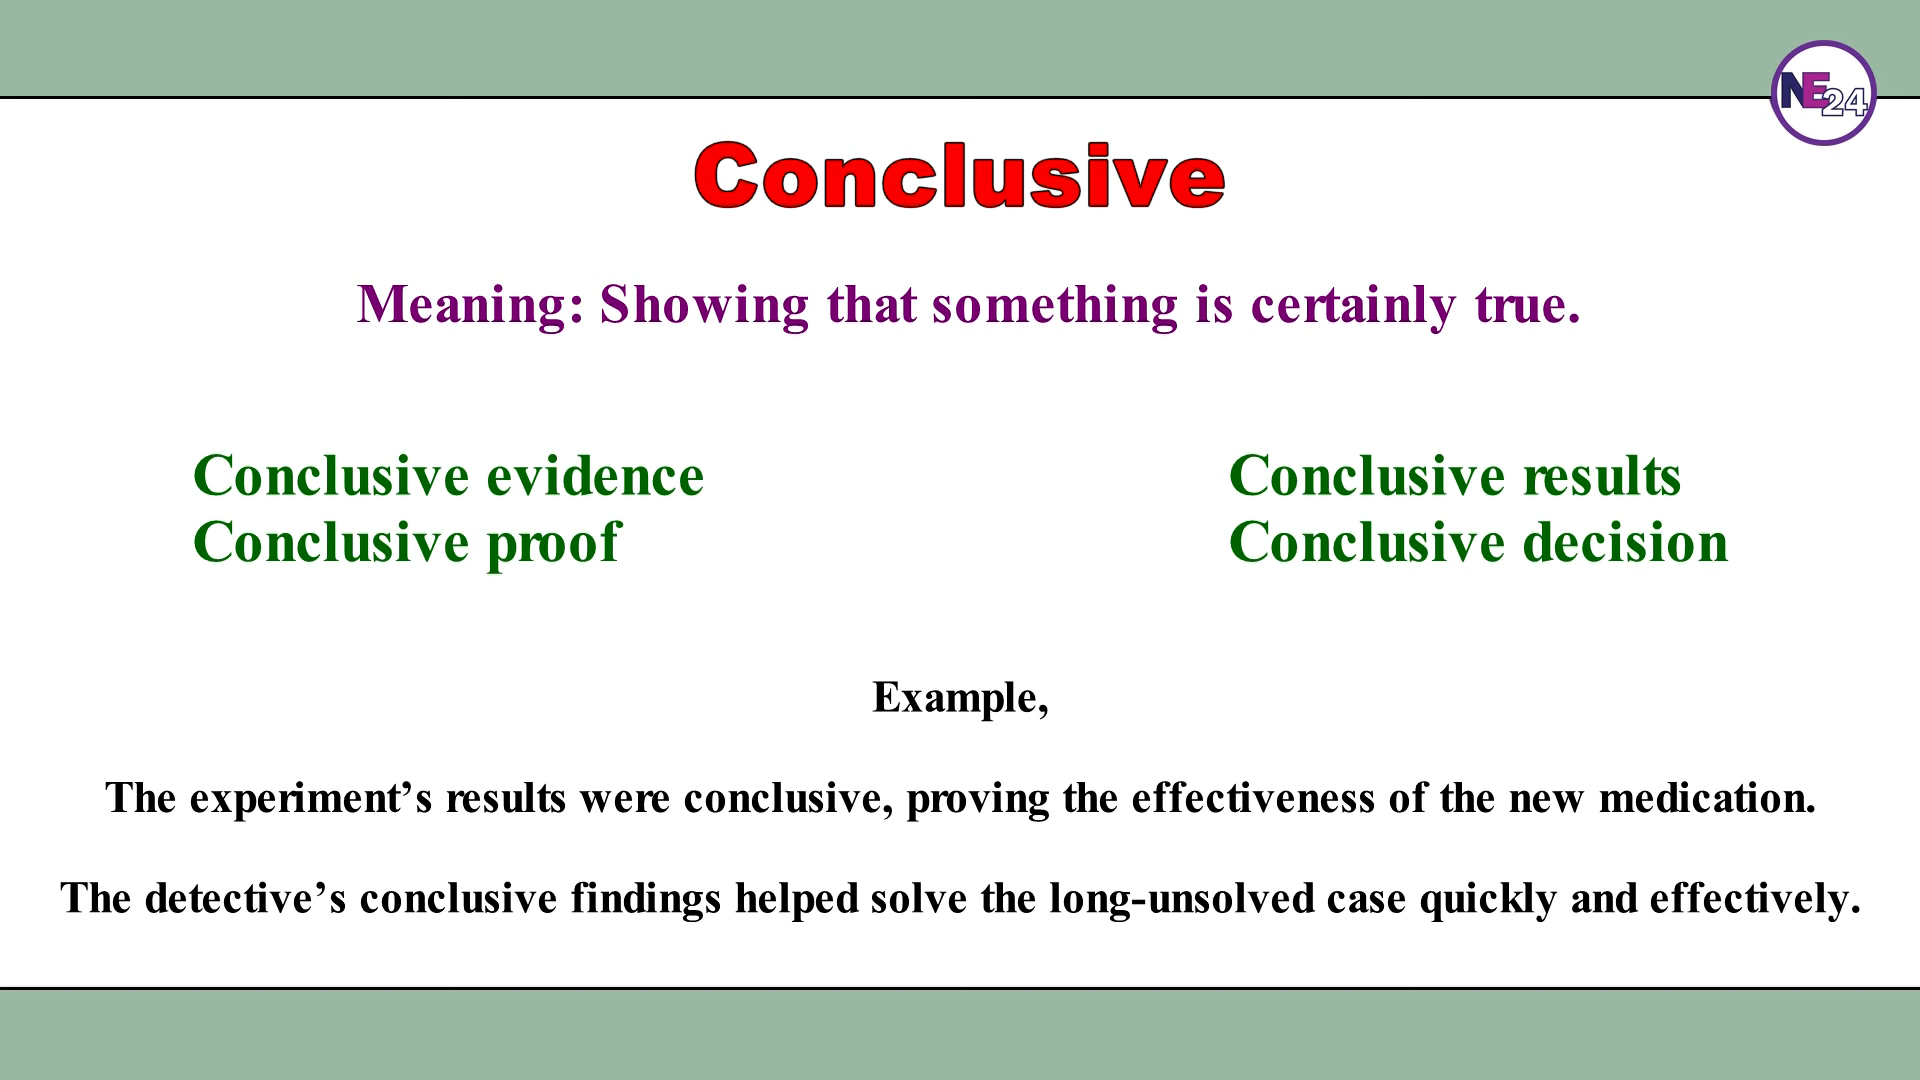 NE24
Conclusive
Meaning: Showing that something is certainly true.
Conclusive evidence
Conclusive proof
Conclusive results
Conclusive decision
Example,
The experiment’s results were conclusive, proving the effectiveness of the new medication.
The detective’s conclusive findings helped solve the long-unsolved case quickly and effectively.